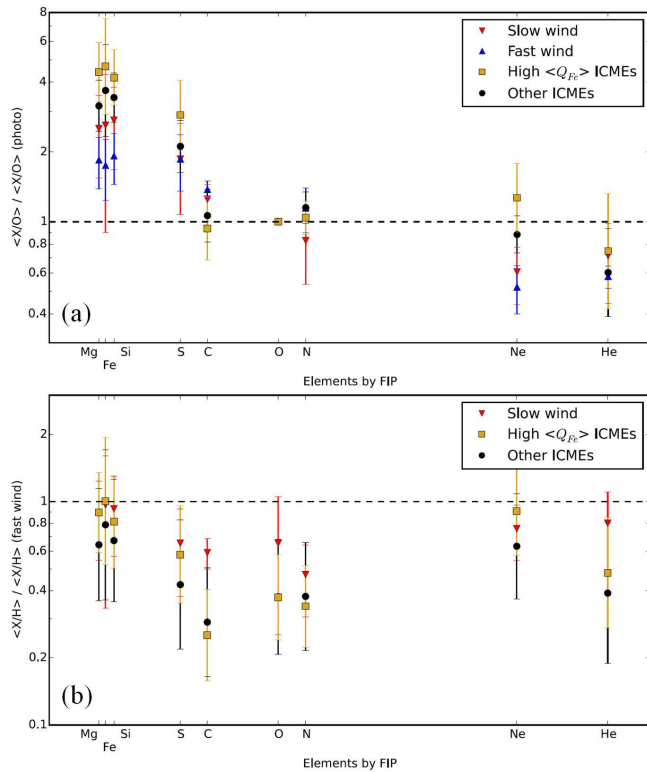 8
4
2
1
0.8
0.6
0.4
<X/O> / <X/O> (photo)
Slow wind
Fast wind
High <Q_Fe> ICMEs
Other ICMEs
(a)
Mg Fe Si S C O N Ne He
Elements by FIP
2
1
0.8
0.6
0.4
0.2
0.1
<X/H> / <X/H> (fast wind)
Slow wind
High <Q_Fe> ICMEs
Other ICMEs
(b)
Mg Fe Si S C O N Ne He
Elements by FIP